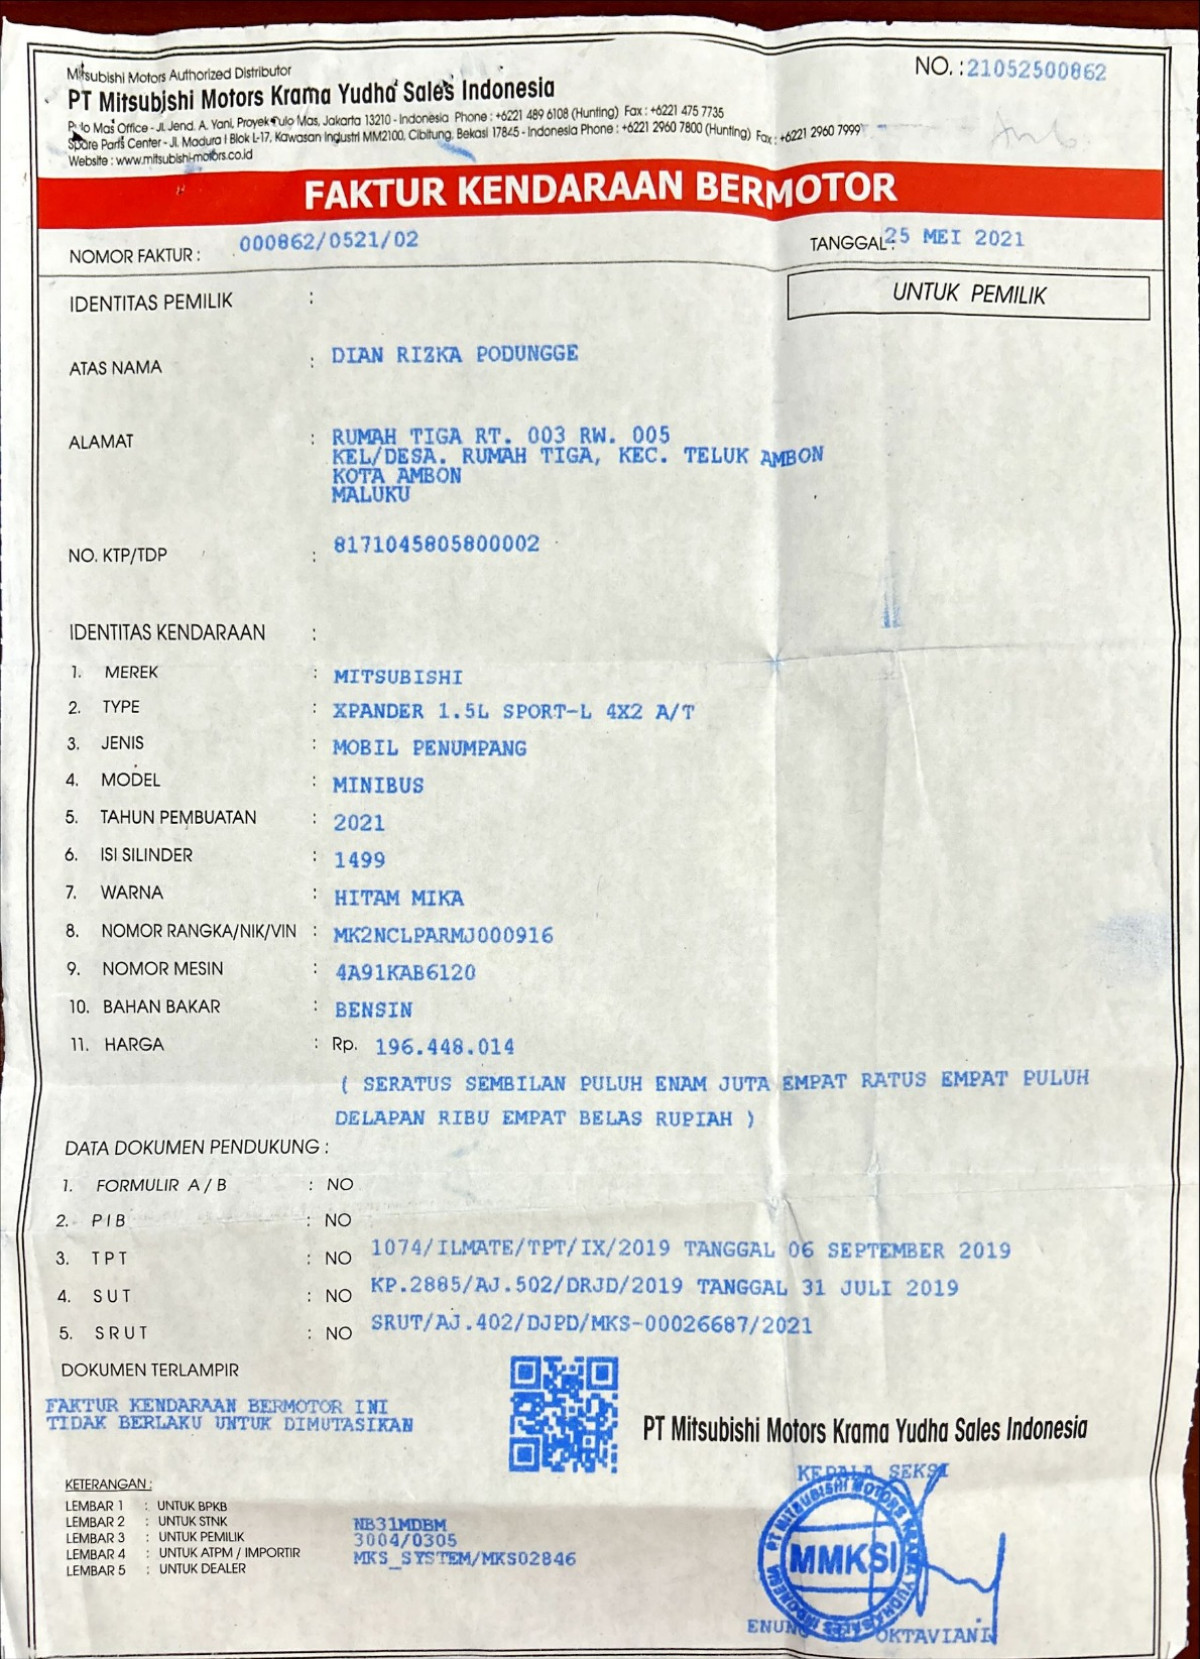 Mitsubishi Motors Authorized Distributor
PT Mitsubishi Motors Krama Yudha Sales Indonesia
Pulo Mas Office - Jl. Jend. A. Yani, Proyek Pulo Mas, Jakarta 13210 - Indonesia Phone : +6221 489 6108 (Hunting) Fax : +6221 475 7735
Spare Parts Center - Jl. Madura I Blok L-17, Kawasan Industri MM2100, Cibitung, Bekasi 17845 - Indonesia Phone : +6221 2960 7800 (Hunting) Fax : +6221 2960 7999
Website : www.mitsubishi-motors.co.id
NO. : 21052500862
FAKTUR KENDARAAN BERMOTOR
NOMOR FAKTUR : 000862/0521/02
TANGGAL : 25 MEI 2021
IDENTITAS PEMILIK :
UNTUK PEMILIK
ATAS NAMA : DIAN RIZKA PODUNGGE
ALAMAT : RUMAH TIGA RT. 003 RW. 005
KEL/DESA. RUMAH TIGA, KEC. TELUK AMBON
KOTA AMBON
MALUKU
NO. KTP/TDP : 8171045805800002
IDENTITAS KENDARAAN :
1. MEREK : MITSUBISHI
2. TYPE : XPANDER 1.5L SPORT-L 4X2 A/T
3. JENIS : MOBIL PENUMPANG
4. MODEL : MINIBUS
5. TAHUN PEMBUATAN : 2021
6. ISI SILINDER : 1499
7. WARNA : HITAM MIKA
8. NOMOR RANGKA/NIK/VIN : MK2NCLPARMJ000916
9. NOMOR MESIN : 4A91KAB6120
10. BAHAN BAKAR : BENSIN
11. HARGA : Rp. 196.448.014
( SERATUS SEMBILAN PULUH ENAM JUTA EMPAT RATUS EMPAT PULUH
DELAPAN RIBU EMPAT BELAS RUPIAH )
DATA DOKUMEN PENDUKUNG :
1. FORMULIR A / B : NO
2. P I B : NO
3. T P T : NO 1074/ILMATE/TPT/IX/2019 TANGGAL 06 SEPTEMBER 2019
4. S U T : NO KP.2885/AJ.502/DRJD/2019 TANGGAL 31 JULI 2019
5. S R U T : NO SRUT/AJ.402/DJPD/MKS-00026687/2021
DOKUMEN TERLAMPIR
FAKTUR KENDARAAN BERMOTOR INI
TIDAK BERLAKU UNTUK DIMUTASIKAN
PT Mitsubishi Motors Krama Yudha Sales Indonesia
KEPALA SEKSI
KETERANGAN :
LEMBAR 1 : UNTUK BPKB
LEMBAR 2 : UNTUK STNK
LEMBAR 3 : UNTUK PEMILIK
LEMBAR 4 : UNTUK ATPM / IMPORTIR
LEMBAR 5 : UNTUK DEALER
NB31MDBM
3004/0305
MKS_SYSTEM/MKS02846
PT MITSUBISHI MOTORS KRAMA YUDHA SALES INDONESIA
MMKSI
OKTAVIANI